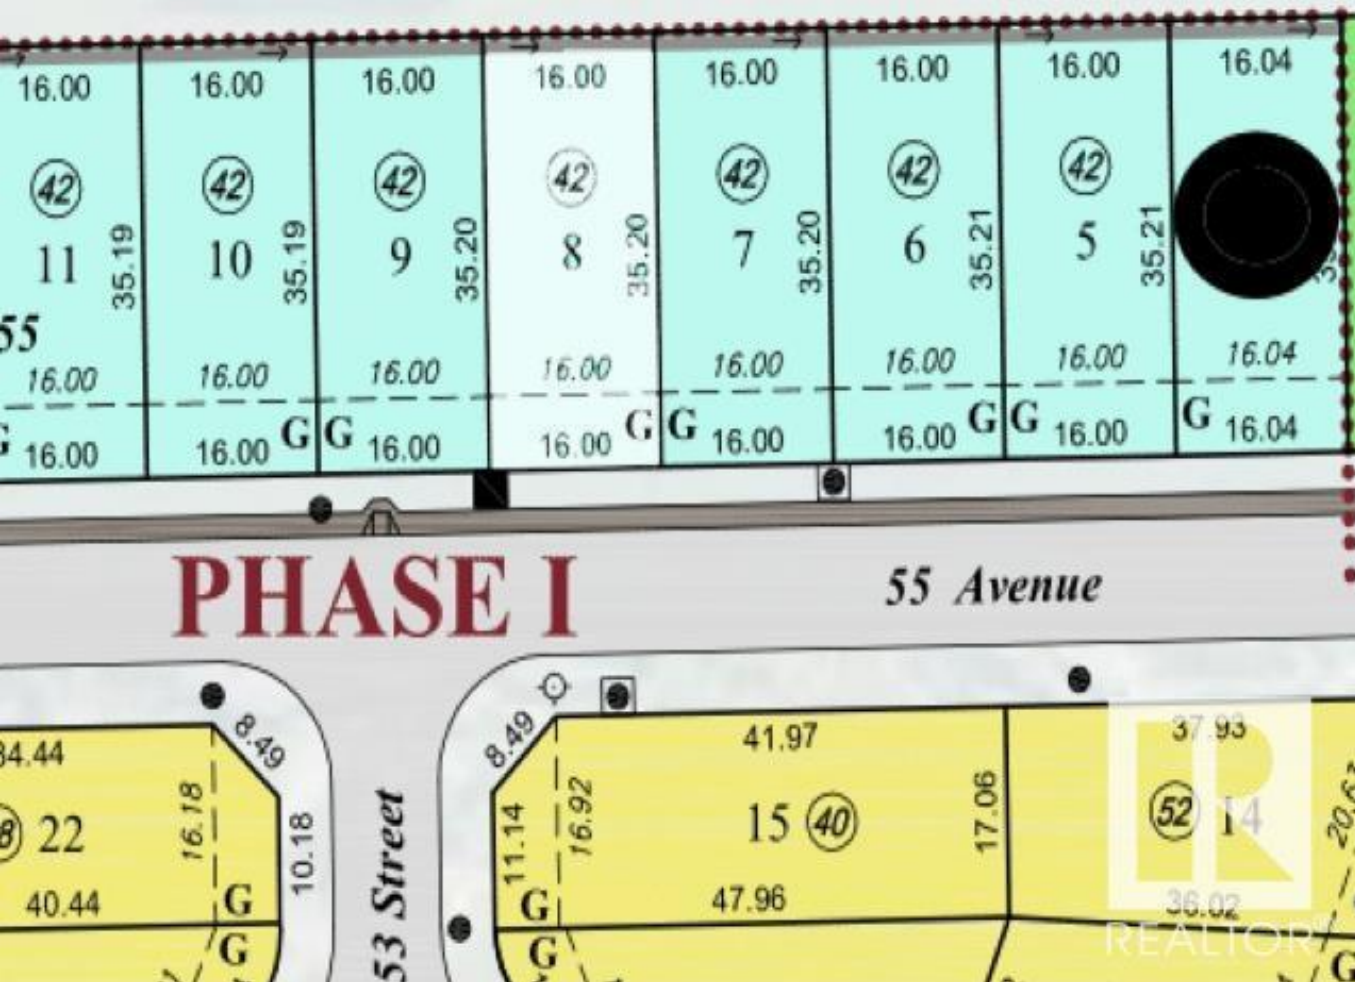 16.00 16.00 16.00 16.00 16.00 16.00 16.00 16.04
42 42 42 42 42 42 42
11 35.19 10 35.19 9 35.20 8 35.20 7 35.20 6 35.21 5 35.21
55
16.00 16.00 16.00 16.00 16.00 16.00 16.00 16.04
16.00 16.00 G G 16.00 16.00 G G 16.00 16.00 G G 16.00 G 16.04
PHASE I
55 Avenue
8.49 8.49 41.97 37.93
16.18 22 10.18
53 Street
11.14 16.92 15 40 17.06 52 14
40.44 G G 47.96 36.02
G G G
REALTOR®